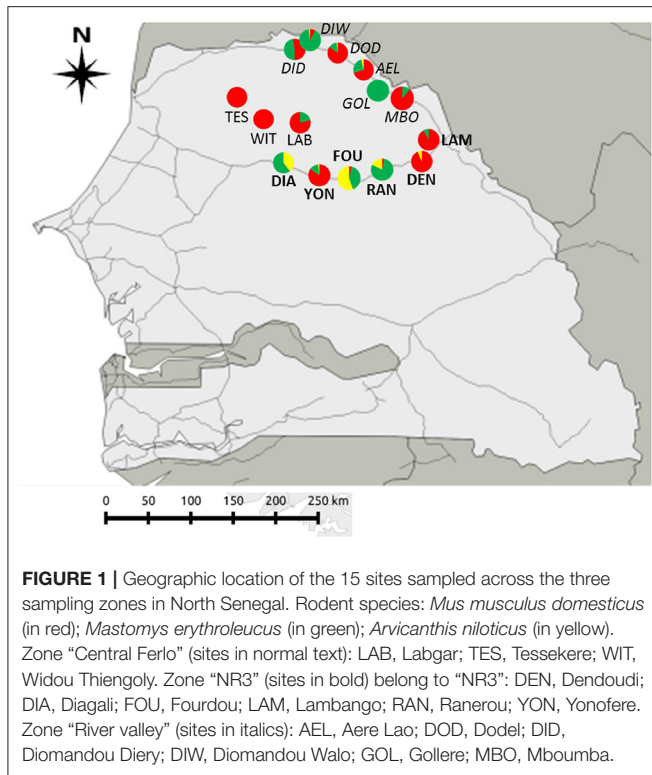 N
DIW
DOD
DID
AEL
GOL
MBO
TES
WIT
LAB
LAM
FOU
DIA
YON
RAN
DEN
0 50 100 150 200 250 km
FIGURE 1 | Geographic location of the 15 sites sampled across the three
sampling zones in North Senegal. Rodent species: Mus musculus domesticus
(in red); Mastomys erythroleucus (in green); Arvicanthis niloticus (in yellow).
Zone “Central Ferlo” (sites in normal text): LAB, Labgar; TES, Tessekere; WIT,
Widou Thiengoly. Zone “NR3” (sites in bold) belong to “NR3”: DEN, Dendoudi;
DIA, Diagali; FOU, Fourdou; LAM, Lambango; RAN, Ranerou; YON, Yonofere.
Zone “River valley” (sites in italics): AEL, Aere Lao; DOD, Dodel; DID,
Diomandou Diery; DIW, Diomandou Walo; GOL, Gollere; MBO, Mboumba.